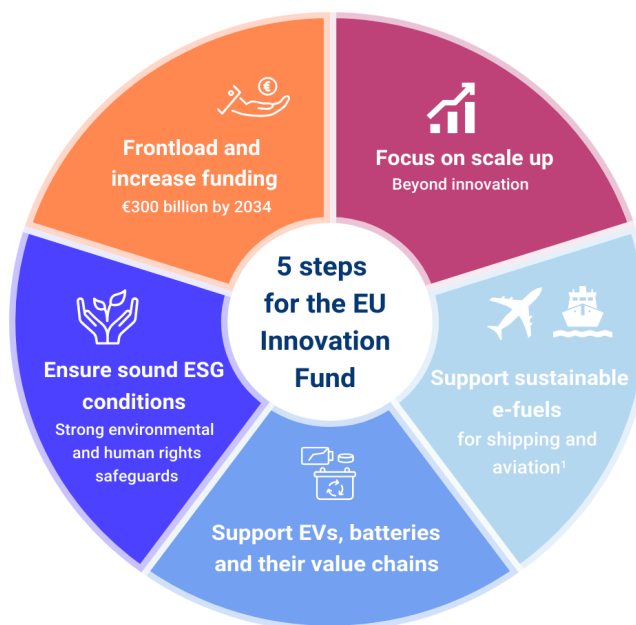 5 steps
for the EU
Innovation
Fund
Focus on scale up
Beyond innovation
Support sustainable
e-fuels
for shipping and
aviation¹
Support EVs, batteries
and their value chains
Ensure sound ESG
conditions
Strong environmental
and human rights
safeguards
Frontload and
increase funding
€300 billion by 2034
€